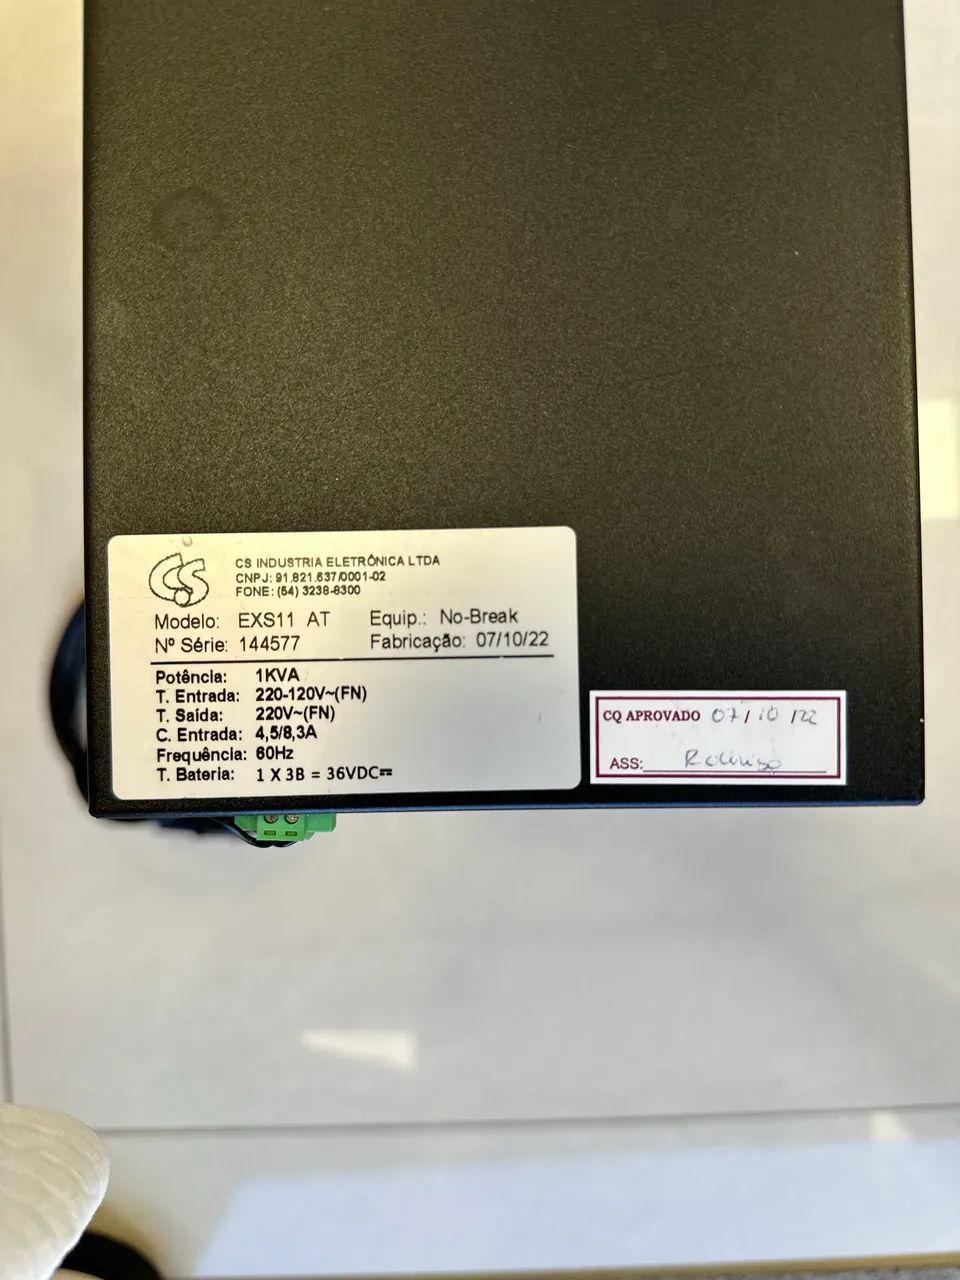 CS
CS INDUSTRIA ELETRÔNICA LTDA
CNPJ: 91.821.637/0001-02
FONE: (54) 3238-8300
Modelo: EXS11 AT Equip.: No-Break
Nº Série: 144577 Fabricação: 07/10/22
Potência: 1KVA
T. Entrada: 220-120V~(FN)
T. Saída: 220V~(FN)
C. Entrada: 4,5/8,3A
Frequência: 60Hz
T. Bateria: 1 X 3B = 36VDC⎓
CQ APROVADO 07/10/22
ASS: Rodrigo